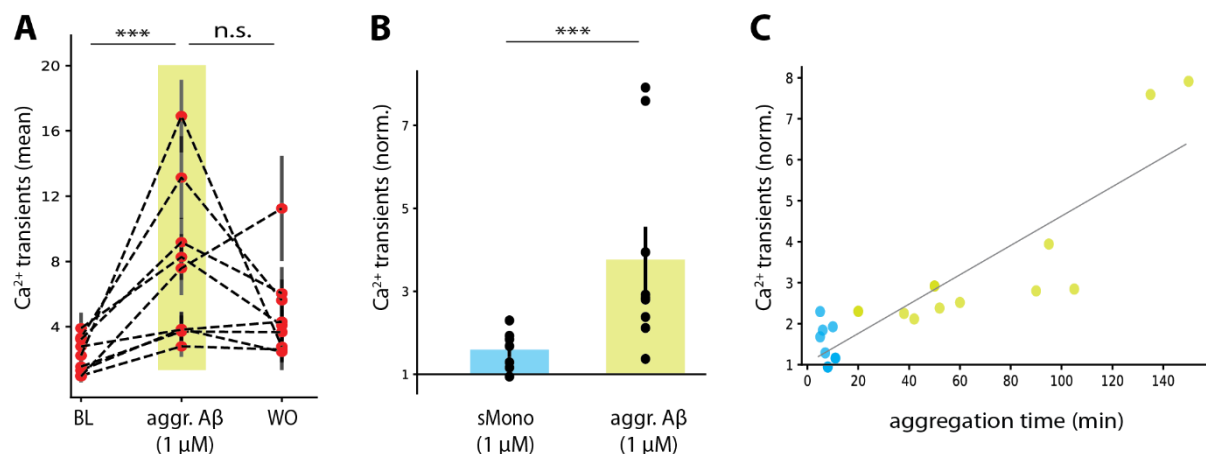 A
*** n.s.
Ca²⁺ transients (mean)
20
16
12
8
4
BL aggr. Aβ WO
(1 µM)
B
***
Ca²⁺ transients (norm.)
7
5
3
1
sMono aggr. Aβ
(1 µM) (1 µM)
C
Ca²⁺ transients (norm.)
8
7
6
5
4
3
2
1
0 20 40 60 80 100 120 140
aggregation time (min)